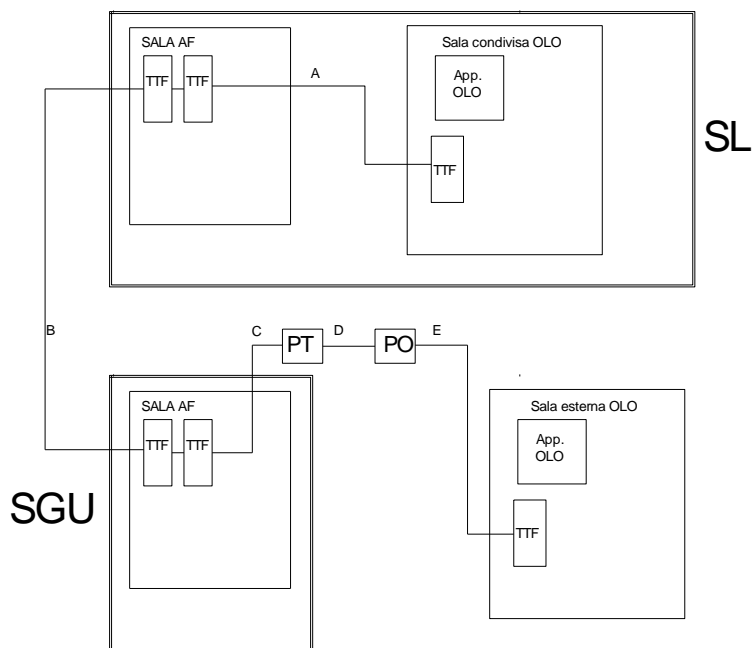 SALA AF
TTF
TTF
A
Sala condivisa OLO
App.
OLO
TTF
SL
B
C
PT
D
PO
E
SALA AF
TTF
TTF
SGU
Sala esterna OLO
App.
OLO
TTF